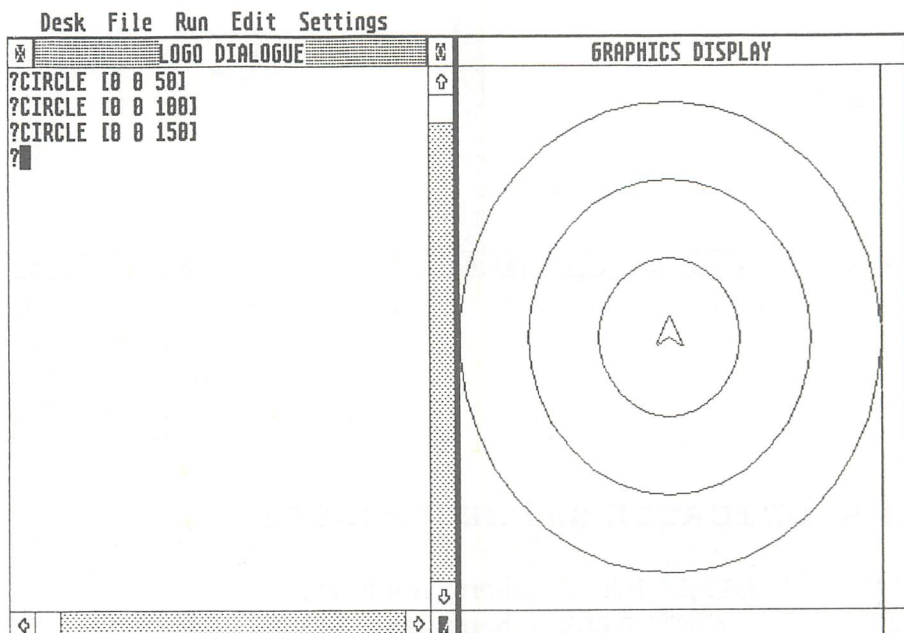 Desk File Run Edit Settings
LOGO DIALOGUE
GRAPHICS DISPLAY
?CIRCLE [0 0 50]
?CIRCLE [0 0 100]
?CIRCLE [0 0 150]
?